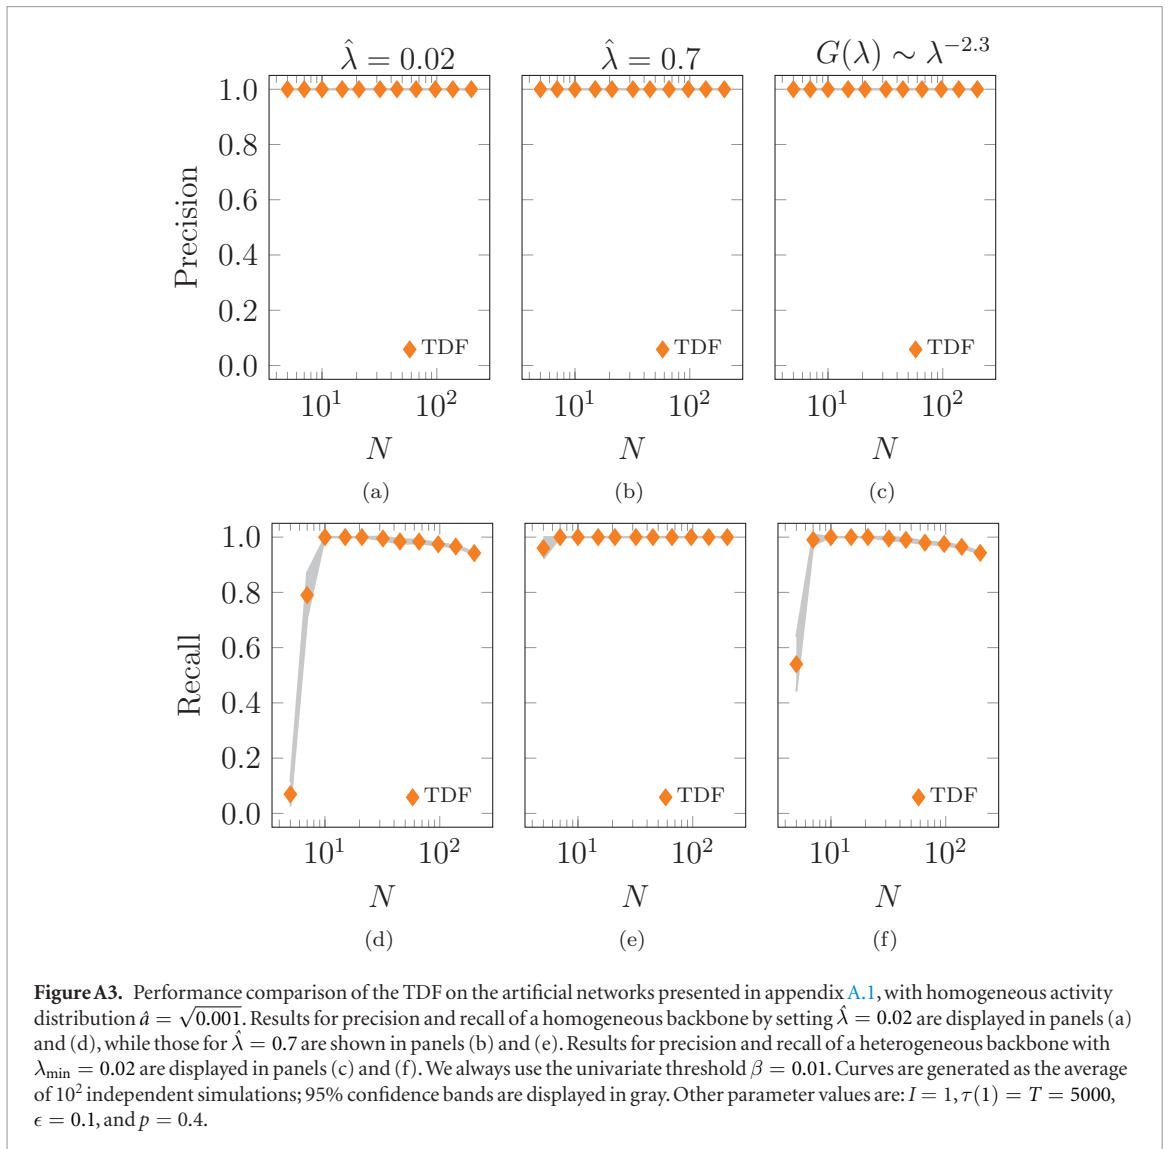 λ̂ = 0.02
λ̂ = 0.7
G(λ) ∼ λ^{−2.3}
Precision
1.0
0.8
0.6
0.4
0.2
0.0
TDF
TDF
TDF
10^1 10^2
10^1 10^2
10^1 10^2
N
N
N
(a)
(b)
(c)
Recall
1.0
0.8
0.6
0.4
0.2
0.0
TDF
TDF
TDF
10^1 10^2
10^1 10^2
10^1 10^2
N
N
N
(d)
(e)
(f)
Figure A3. Performance comparison of the TDF on the artificial networks presented in appendix A.1, with homogeneous activity
distribution â = √0.001. Results for precision and recall of a homogeneous backbone by setting λ̂ = 0.02 are displayed in panels (a)
and (d), while those for λ̂ = 0.7 are shown in panels (b) and (e). Results for precision and recall of a heterogeneous backbone with
λ_min = 0.02 are displayed in panels (c) and (f). We always use the univariate threshold β = 0.01. Curves are generated as the average
of 10^2 independent simulations; 95% confidence bands are displayed in gray. Other parameter values are: I = 1, τ(1) = T = 5000,
ϵ = 0.1, and p = 0.4.